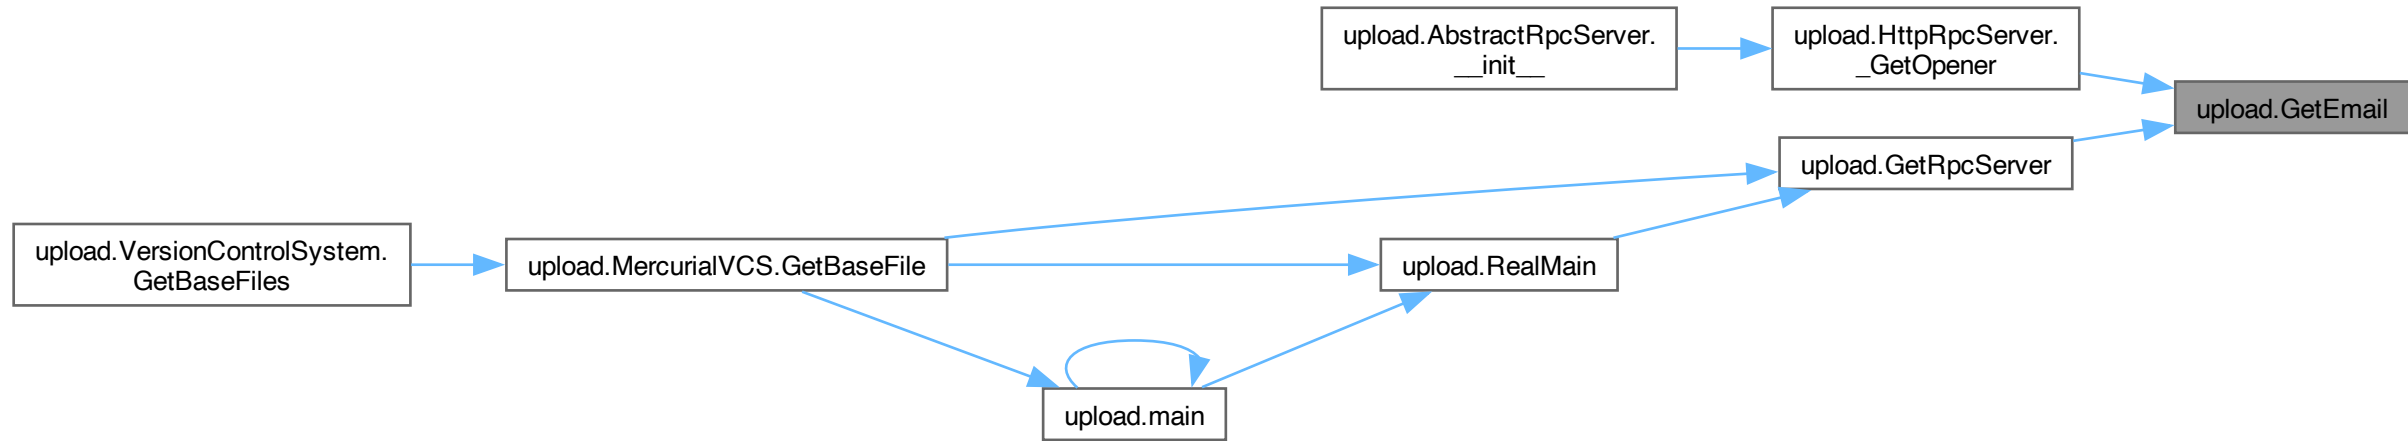 upload.AbstractRpcServer.
__init__
upload.HttpRpcServer.
_GetOpener
upload.GetEmail
upload.GetRpcServer
upload.VersionControlSystem.
GetBaseFiles
upload.MercurialVCS.GetBaseFile
upload.RealMain
upload.main